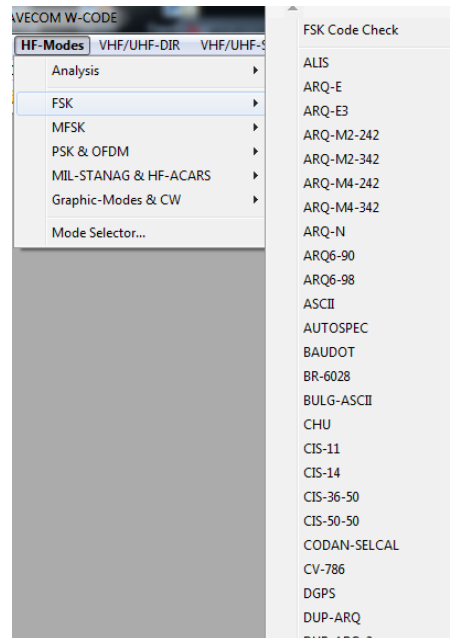 AVECOM W-CODE
HF-Modes VHF/UHF-DIR VHF/UHF-S
Analysis
FSK
MFSK
PSK & OFDM
MIL-STANAG & HF-ACARS
Graphic-Modes & CW
Mode Selector...
FSK Code Check
ALIS
ARQ-E
ARQ-E3
ARQ-M2-242
ARQ-M2-342
ARQ-M4-242
ARQ-M4-342
ARQ-N
ARQ6-90
ARQ6-98
ASCII
AUTOSPEC
BAUDOT
BR-6028
BULG-ASCII
CHU
CIS-11
CIS-14
CIS-36-50
CIS-50-50
CODAN-SELCAL
CV-786
DGPS
DUP-ARQ